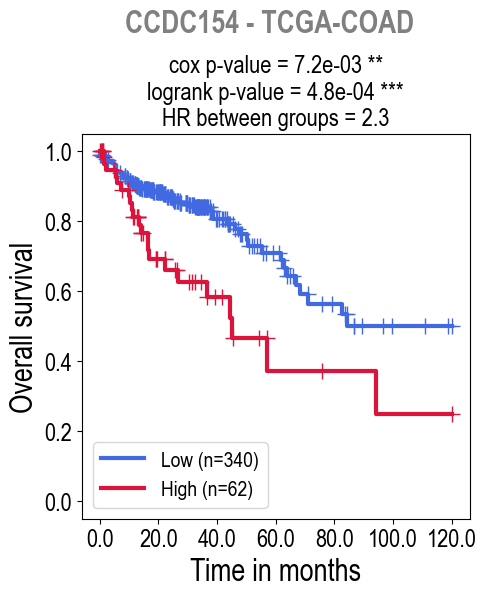 CCDC154 - TCGA-COAD
cox p-value = 7.2e-03 **
logrank p-value = 4.8e-04 ***
HR between groups = 2.3
1.0
0.8
0.6
0.4
0.2
0.0
Overall survival
Low (n=340)
High (n=62)
0.0 20.0 40.0 60.0 80.0 100.0 120.0
Time in months